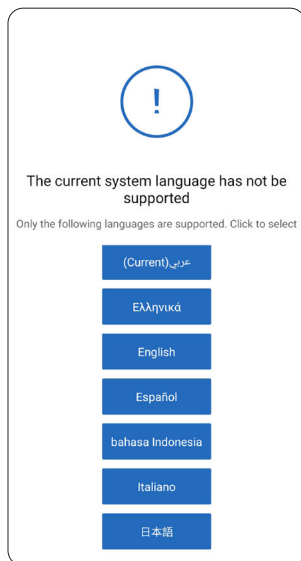 !
The current system language has not be
supported
Only the following languages are supported. Click to select
عربي(Current)
Ελληνικά
English
Español
bahasa Indonesia
Italiano
日本語